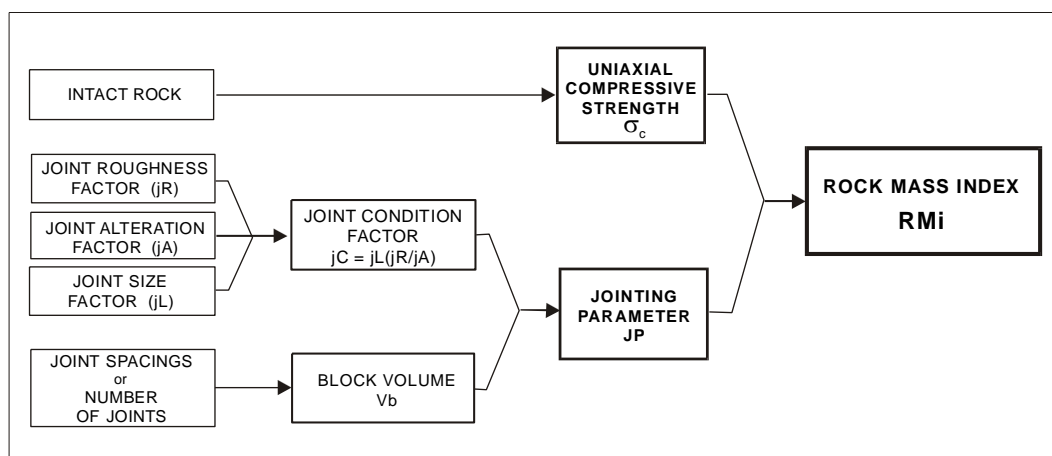 INTACT ROCK
UNIAXIAL
COMPRESSIVE
STRENGTH
σc
JOINT ROUGHNESS
FACTOR (jR)
JOINT ALTERATION
FACTOR (jA)
JOINT SIZE
FACTOR (jL)
JOINT CONDITION
FACTOR
jC = jL(jR/jA)
ROCK MASS INDEX
RMi
JOINTING
PARAMETER
JP
JOINT SPACINGS
or
NUMBER
OF JOINTS
BLOCK VOLUME
Vb